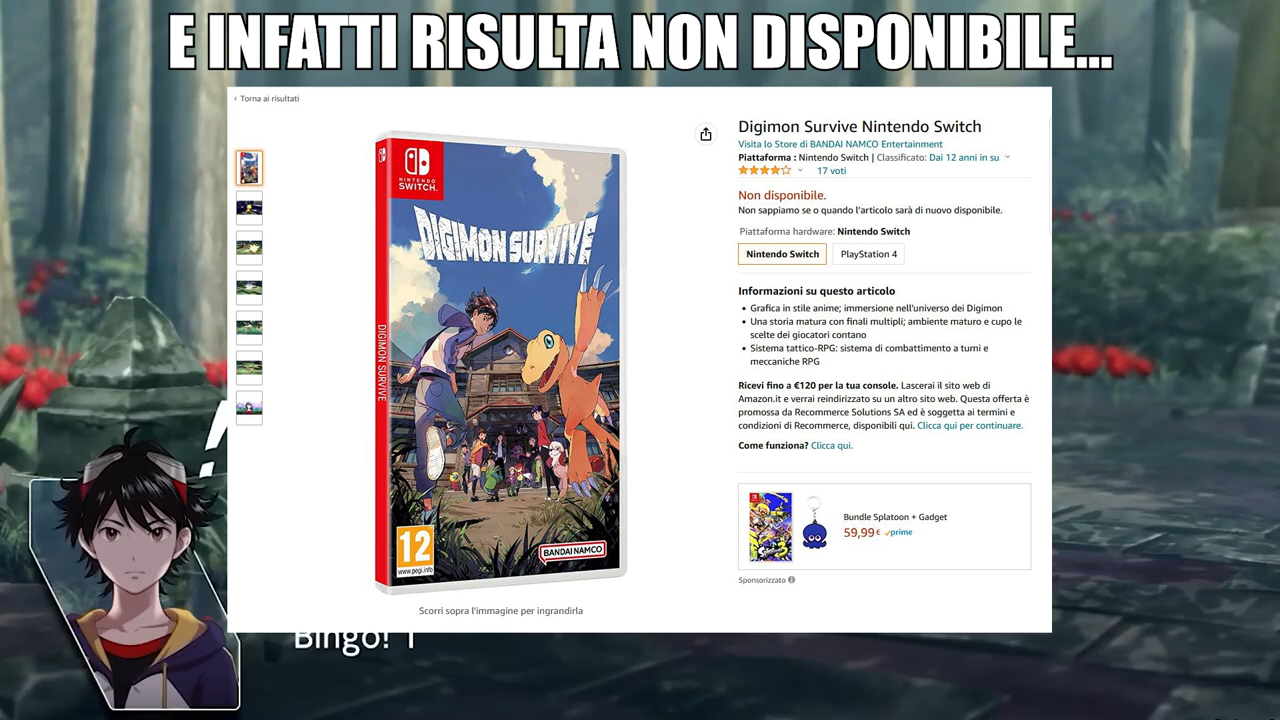 E INFATTI RISULTA NON DISPONIBILE...
‹ Torna ai risultati
NINTENDO
SWITCH.
DIGIMON SURVIVE
DIGIMON SURVIVE
12
www.pegi.info
BANDAI NAMCO
Scorri sopra l'immagine per ingrandirla
Digimon Survive Nintendo Switch
Visita lo Store di BANDAI NAMCO Entertainment
Piattaforma : Nintendo Switch | Classificato: Dai 12 anni in su
17 voti
Non disponibile.
Non sappiamo se o quando l'articolo sarà di nuovo disponibile.
Piattaforma hardware: Nintendo Switch
Nintendo Switch
PlayStation 4
Informazioni su questo articolo
• Grafica in stile anime; immersione nell'universo dei Digimon
• Una storia matura con finali multipli; ambiente maturo e cupo le
scelte dei giocatori contano
• Sistema tattico-RPG: sistema di combattimento a turni e
meccaniche RPG
Ricevi fino a €120 per la tua console. Lascerai il sito web di
Amazon.it e verrai reindirizzato su un altro sito web. Questa offerta è
promossa da Recommerce Solutions SA ed è soggetta ai termini e
condizioni di Recommerce, disponibili qui. Clicca qui per continuare.
Come funziona? Clicca qui.
Bundle Splatoon + Gadget
59,99€ prime
Sponsorizzato
Bingo!